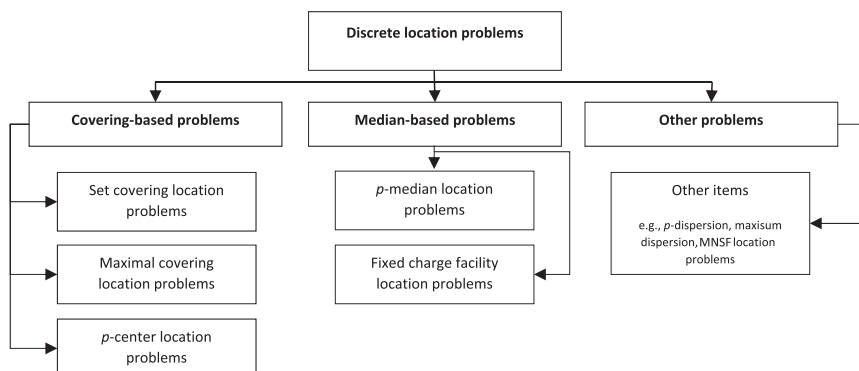 Discrete location problems
Covering-based problems
Median-based problems
Other problems
Set covering location
problems
Maximal covering
location problems
p-center location
problems
p-median location
problems
Fixed charge facility
location problems
Other items
e.g., p-dispersion, maxisum
dispersion, MNSF location
problems